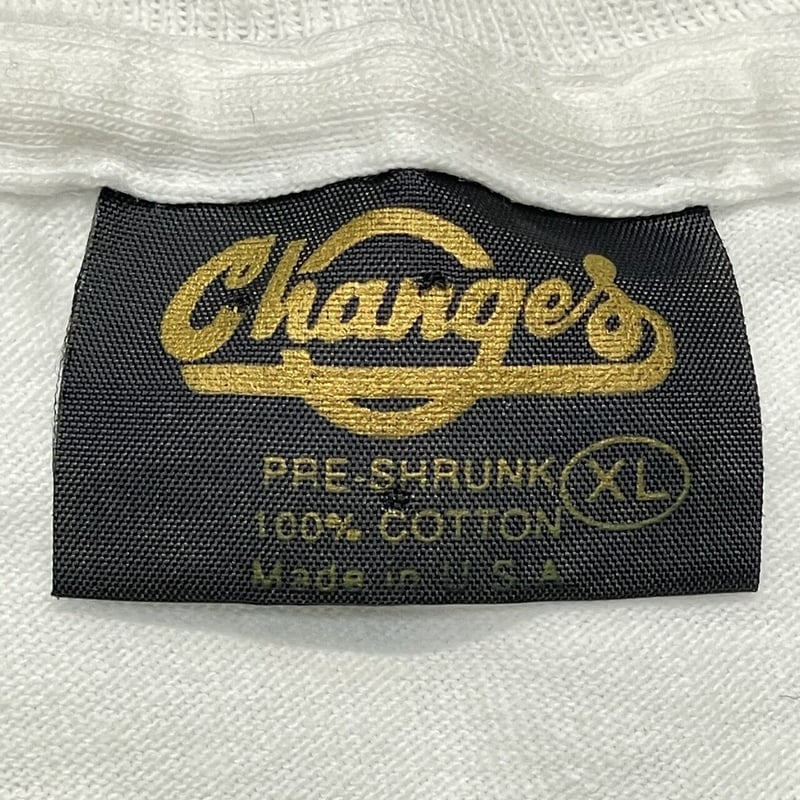 Changes
PRE-SHRUNK XL
100% COTTON
Made in U.S.A